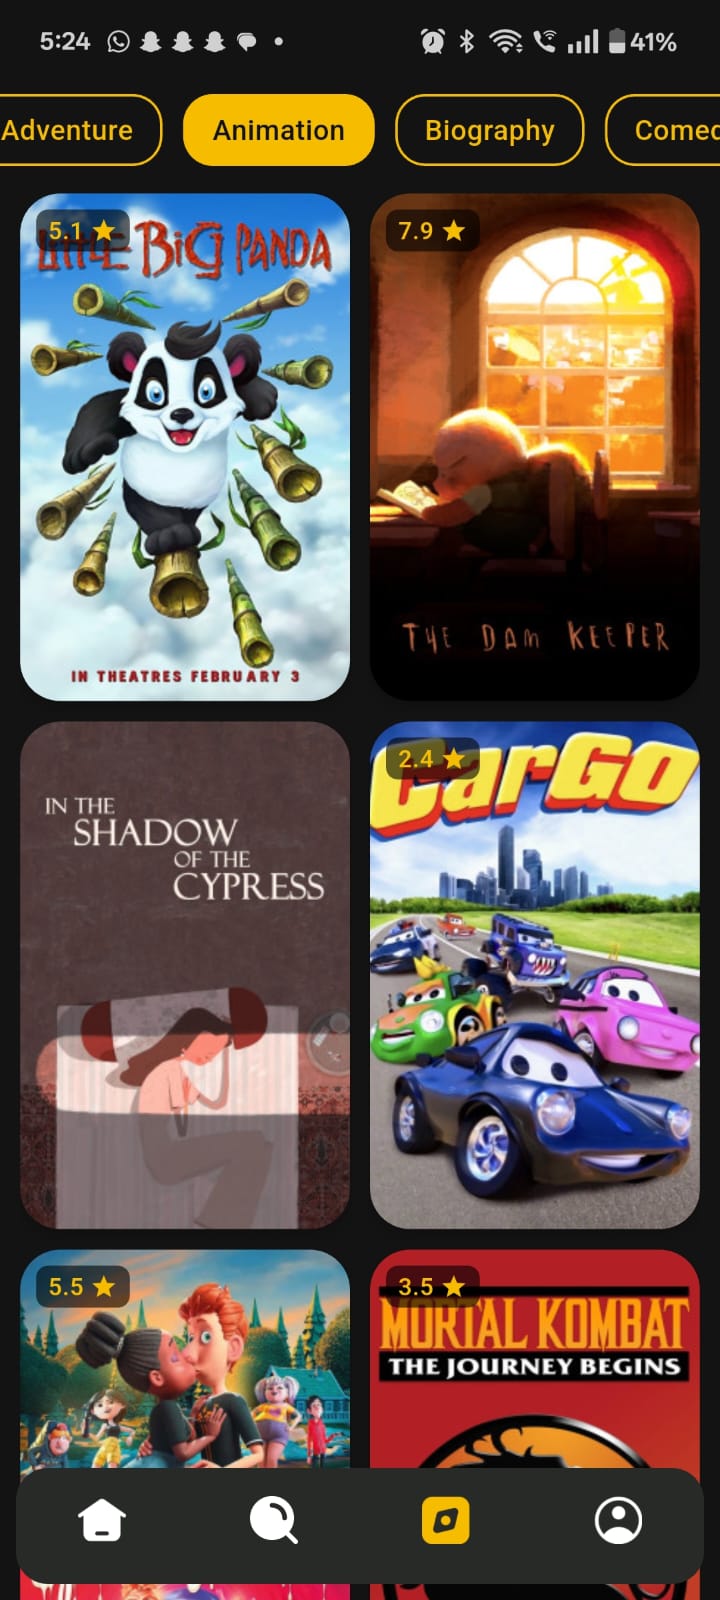 5:24
41%
Adventure
Animation
Biography
Comed
5.1
LITTLE BIG PANDA
IN THEATRES FEBRUARY 3
7.9
THE DAM KEEPER
IN THE
SHADOW
OF THE
CYPRESS
2.4
CarGo
5.5
3.5
MORTAL KOMBAT
THE JOURNEY BEGINS